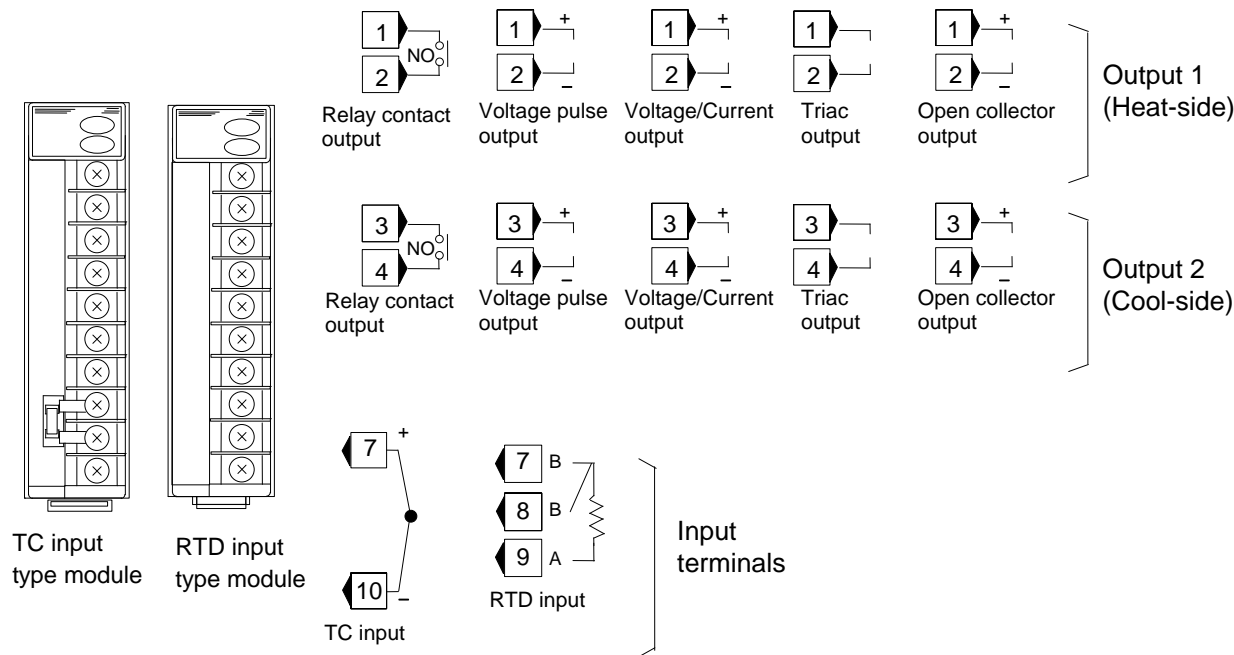 1 1 + 1 + 1 1 +
NO
2 2 − 2 − 2 2 −
Relay contact output
Voltage pulse output
Voltage/Current output
Triac output
Open collector output
Output 1
(Heat-side)
3 3 + 3 + 3 3 +
NO
4 4 − 4 − 4 4 −
Relay contact output
Voltage pulse output
Voltage/Current output
Triac output
Open collector output
Output 2
(Cool-side)
TC input
type module
RTD input
type module
7 +
10 −
TC input
7 B
8 B
9 A
RTD input
Input
terminals